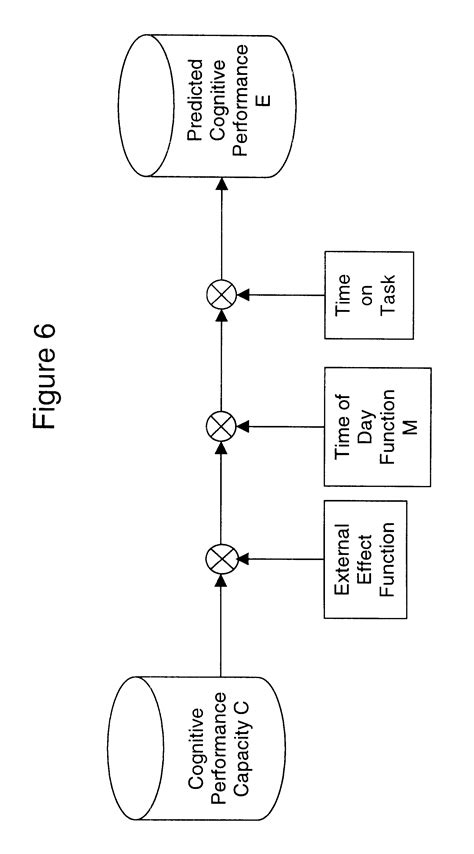 Figure 6
Cognitive
Performance
Capacity C
External
Effect
Function
Time of
Day
Function
M
Time
on
Task
Predicted
Cognitive
Performance
E